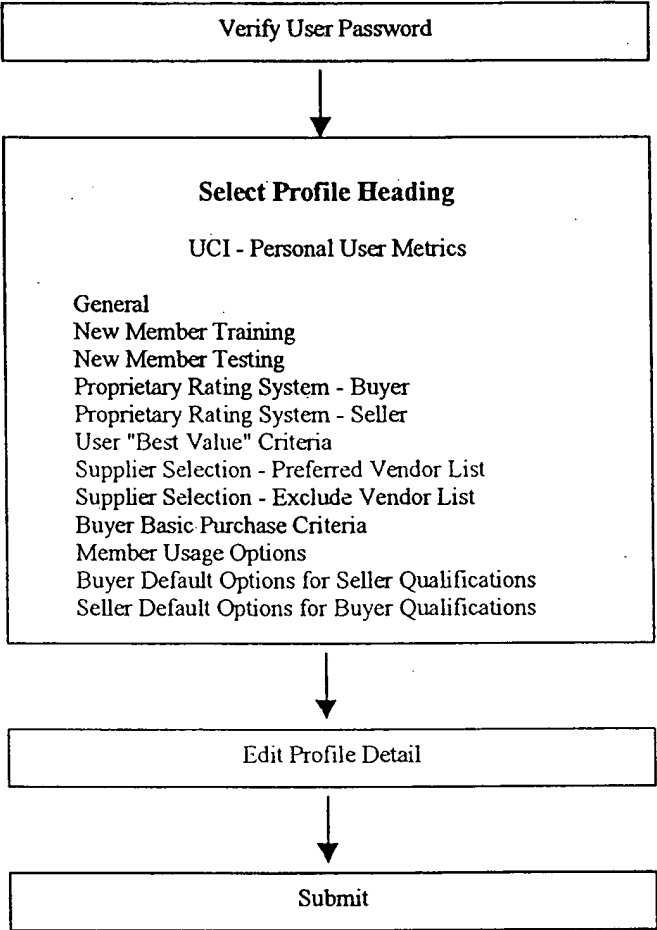 Verify User Password
Select Profile Heading
UCI - Personal User Metrics
General
New Member Training
New Member Testing
Proprietary Rating System - Buyer
Proprietary Rating System - Seller
User "Best Value" Criteria
Supplier Selection - Preferred Vendor List
Supplier Selection - Exclude Vendor List
Buyer Basic Purchase Criteria
Member Usage Options
Buyer Default Options for Seller Qualifications
Seller Default Options for Buyer Qualifications
Edit Profile Detail
Submit